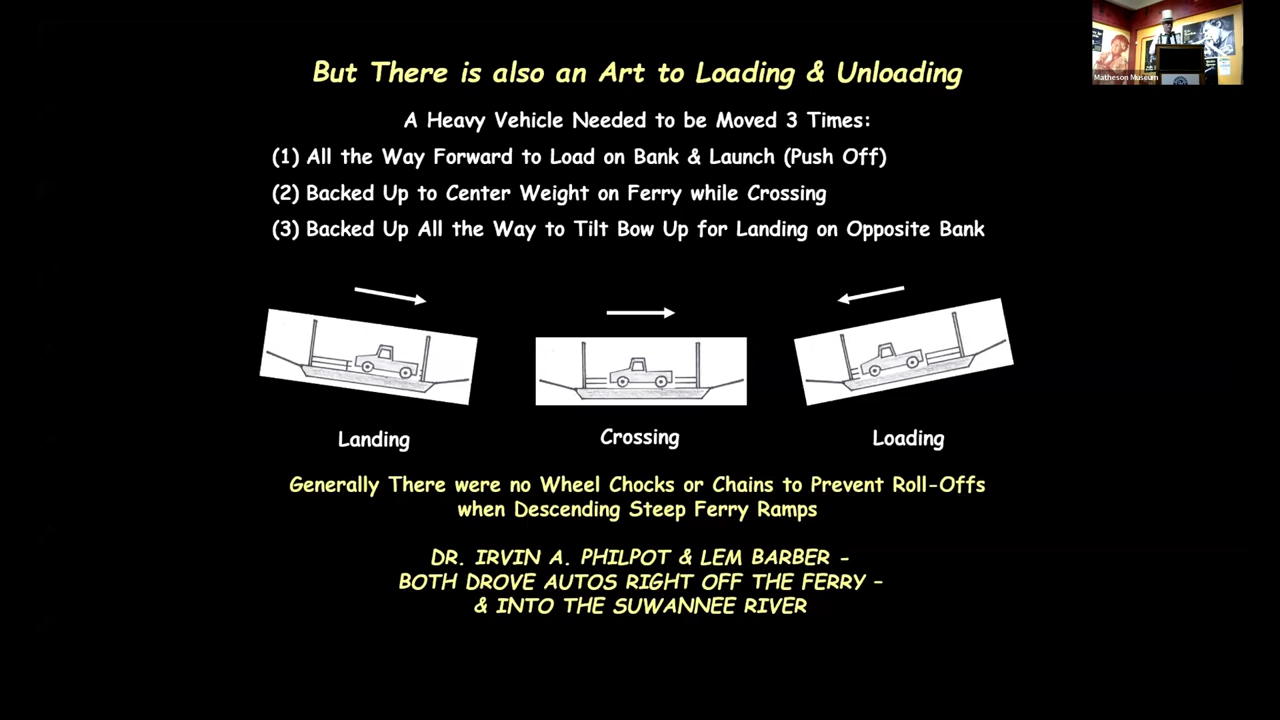 But There is also an Art to Loading & Unloading
Matheson Museum
A Heavy Vehicle Needed to be Moved 3 Times:
(1) All the Way Forward to Load on Bank & Launch (Push Off)
(2) Backed Up to Center Weight on Ferry while Crossing
(3) Backed Up All the Way to Tilt Bow Up for Landing on Opposite Bank
Landing
Crossing
Loading
Generally There were no Wheel Chocks or Chains to Prevent Roll-Offs
when Descending Steep Ferry Ramps
DR. IRVIN A. PHILPOT & LEM BARBER -
BOTH DROVE AUTOS RIGHT OFF THE FERRY -
& INTO THE SUWANNEE RIVER